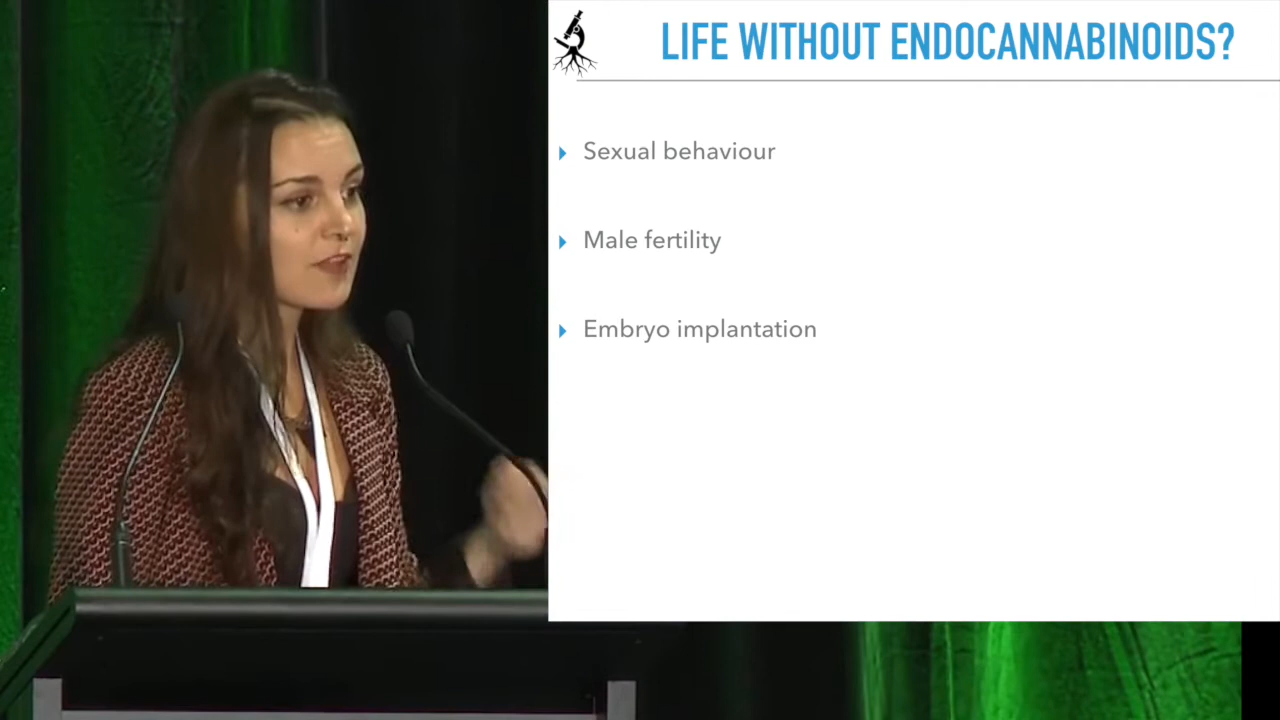 LIFE WITHOUT ENDOCANNABINOIDS?
Sexual behaviour
Male fertility
Embryo implantation